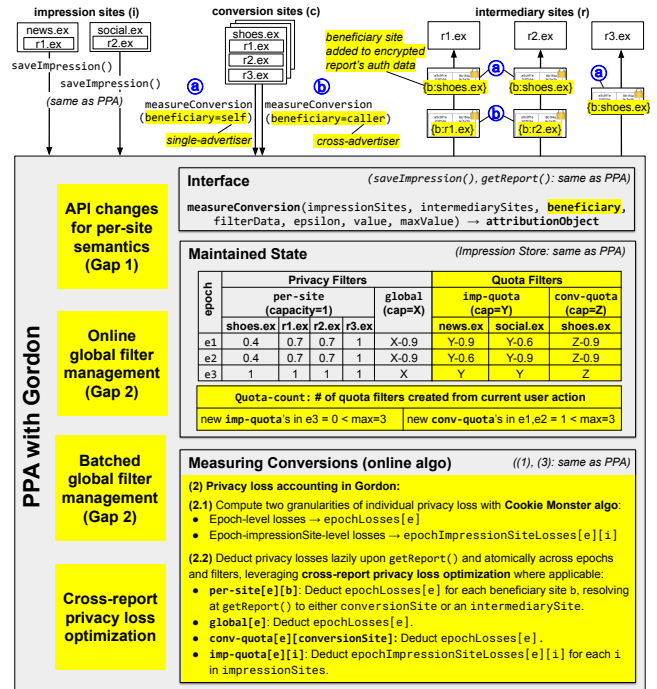 impression sites (i)
conversion sites (c)
intermediary sites (r)
news.ex
r1.ex
social.ex
r2.ex
shoes.ex
r1.ex
r2.ex
r3.ex
beneficiary site
added to encrypted
report's auth data
r1.ex
r2.ex
r3.ex
saveImpression()
saveImpression()
(same as PPA)
a
measureConversion
(beneficiary=self)
single-advertiser
b
measureConversion
(beneficiary=caller)
cross-advertiser
{b:shoes.ex}
a
{b:shoes.ex}
a
{b:shoes.ex}
{b:r1.ex}
b
{b:r2.ex}
PPA with Gordon
API changes
for per-site
semantics
(Gap 1)
Online
global filter
management
(Gap 2)
Batched
global filter
management
(Gap 2)
Cross-report
privacy loss
optimization
Interface
(saveImpression(), getReport(): same as PPA)
measureConversion(impressionSites, intermediarySites, beneficiary,
filterData, epsilon, value, maxValue) → attributionObject
Maintained State
(Impression Store: same as PPA)
epoch
Privacy Filters
Quota Filters
per-site
(capacity=1)
global
(cap=X)
imp-quota
(cap=Y)
conv-quota
(cap=Z)
shoes.ex r1.ex r2.ex r3.ex news.ex social.ex shoes.ex
e1 0.4 0.7 0.7 1 X-0.9 Y-0.9 Y-0.6 Z-0.9
e2 0.4 0.7 0.7 1 X-0.9 Y-0.6 Y-0.9 Z-0.9
e3 1 1 1 1 X Y Y Z
Quota-count: # of quota filters created from current user action
new imp-quota's in e3 = 0 < max=3
new conv-quota's in e1,e2 = 1 < max=3
Measuring Conversions (online algo)
((1), (3): same as PPA)
(2) Privacy loss accounting in Gordon:
(2.1) Compute two granularities of individual privacy loss with Cookie Monster algo:
● Epoch-level losses → epochLosses[e]
● Epoch-impressionSite-level losses → epochImpressionSiteLosses[e][i]
(2.2) Deduct privacy losses lazily upon getReport() and atomically across epochs
and filters, leveraging cross-report privacy loss optimization where applicable:
● per-site[e][b]: Deduct epochLosses[e] for each beneficiary site b, resolving
at getReport() to either conversionSite or an intermediarySite.
● global[e]: Deduct epochLosses[e].
● conv-quota[e][conversionSite]: Deduct epochLosses[e].
● imp-quota[e][i]: Deduct epochImpressionSiteLosses[e][i] for each i
in impressionSites.